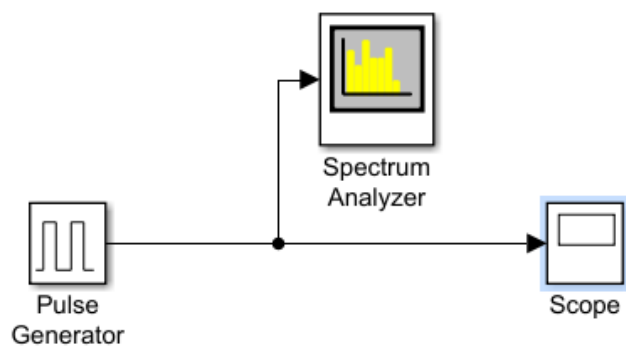 Spectrum
Analyzer
Pulse
Generator
Scope